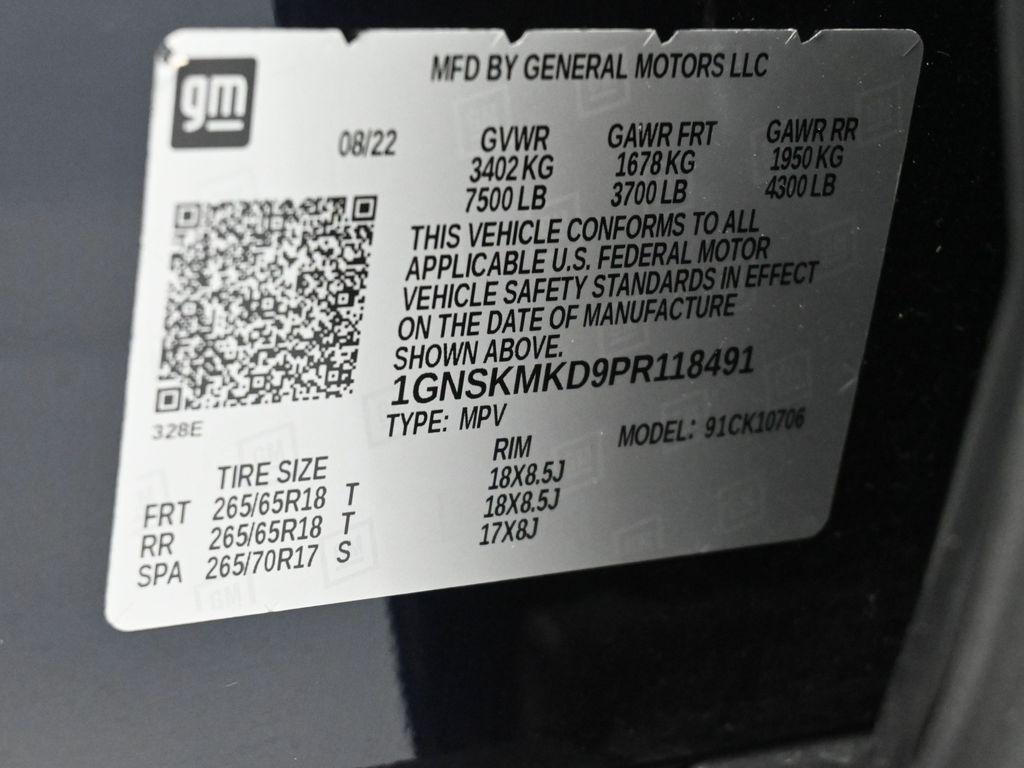 gm
MFD BY GENERAL MOTORS LLC
08/22 GVWR GAWR FRT GAWR RR
3402 KG 1678 KG 1950 KG
7500 LB 3700 LB 4300 LB
THIS VEHICLE CONFORMS TO ALL
APPLICABLE U.S. FEDERAL MOTOR
VEHICLE SAFETY STANDARDS IN EFFECT
ON THE DATE OF MANUFACTURE
SHOWN ABOVE.
1GNSKMKD9PR118491
328E
TYPE: MPV MODEL: 91CK10706
TIRE SIZE RIM
FRT 265/65R18 T 18X8.5J
RR 265/65R18 T 18X8.5J
SPA 265/70R17 S 17X8J